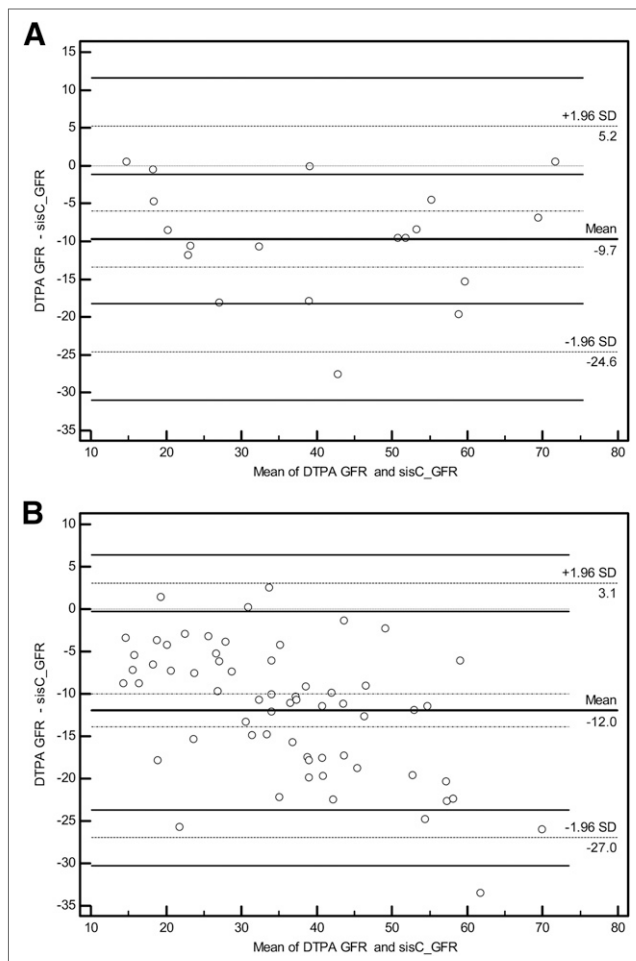 A
15
10
+1.96 SD
5
5.2
0
-5
Mean
-10
-9.7
-15
-20
-1.96 SD
-25
-24.6
-30
-35
10 20 30 40 50 60 70 80
DTPA GFR - sisC_GFR
Mean of DTPA GFR and sisC_GFR
B
10
+1.96 SD
5
3.1
0
-5
-10
Mean
-12.0
-15
-20
-25
-1.96 SD
-27.0
-30
-35
10 20 30 40 50 60 70 80
DTPA GFR - sisC_GFR
Mean of DTPA GFR and sisC_GFR